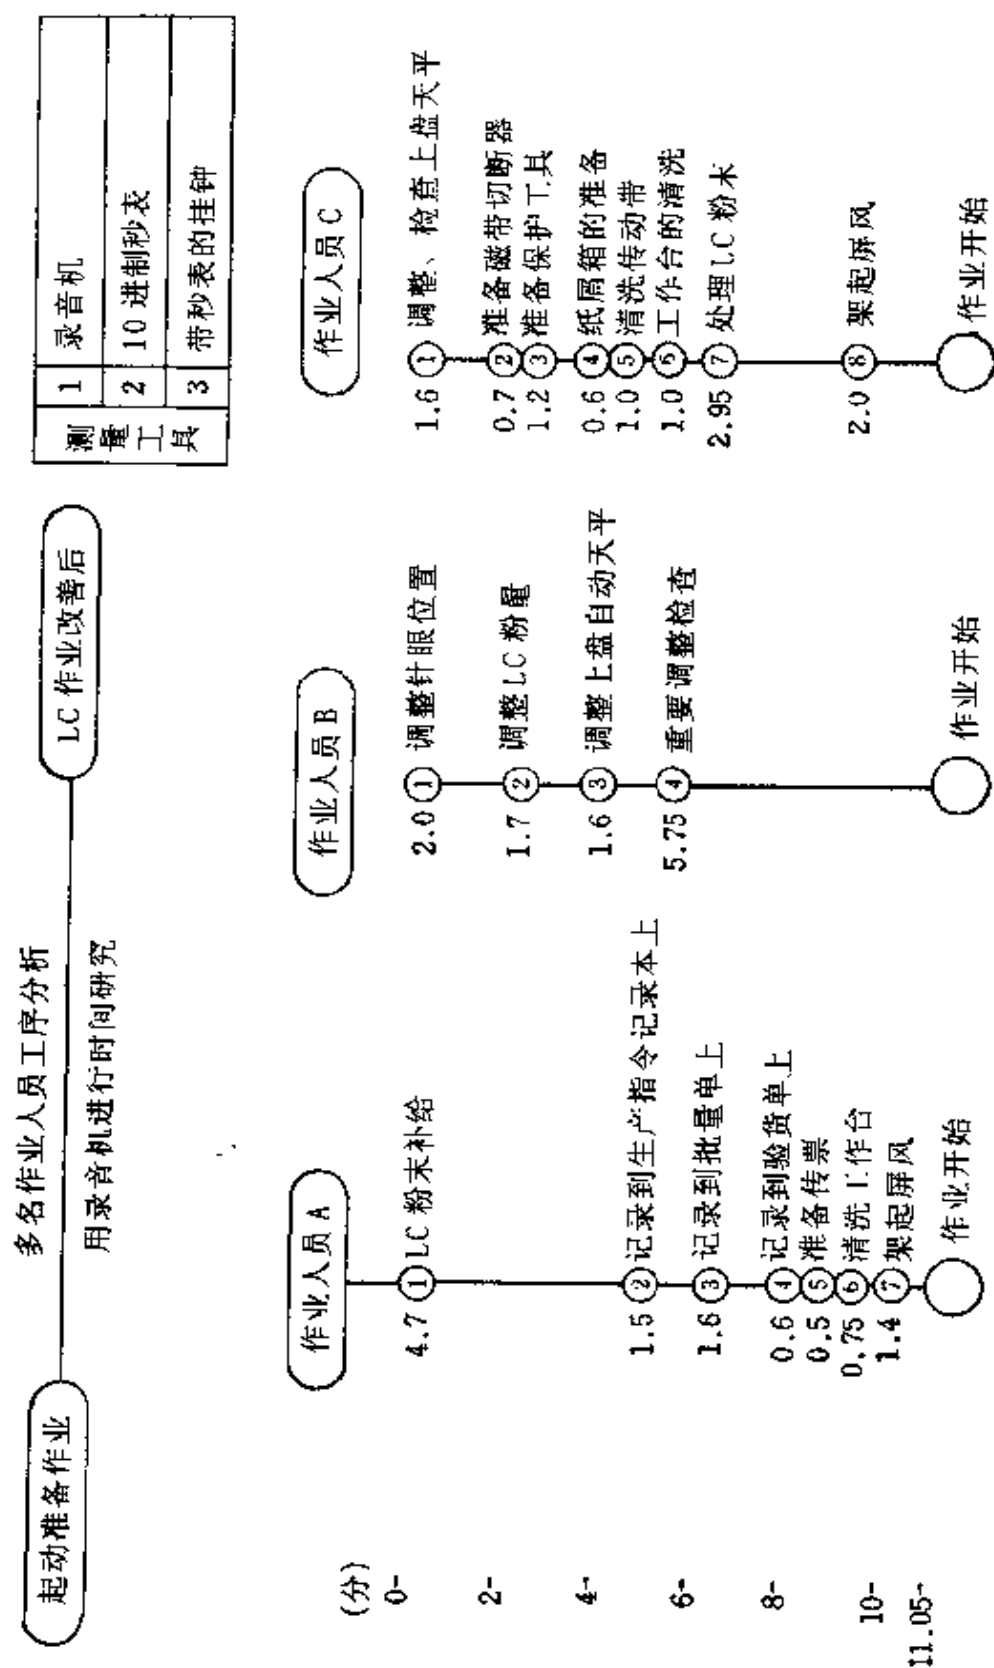 多名作业人员工序分析
起动准备作业
LC 作业改善后
用录音机进行时间研究
测量工具
1 录音机
2 10 进制秒表
3 带秒表的挂钟
(分)
0-
2-
4-
6-
8-
10-
11.05-
作业人员 A
4.7 ① LC 粉末补给
1.5 ② 记录到生产指令记录本上
1.6 ③ 记录到批量单上
0.6 ④ 记录到验货单上
0.5 ⑤ 准备传票
0.75 ⑥ 清洗工作台
1.4 ⑦ 架起屏风
作业开始
作业人员 B
2.0 ① 调整针眼位置
1.7 ② 调整 LC 粉量
1.6 ③ 调整上盘自动天平
5.75 ④ 重要调整检查
作业开始
作业人员 C
1.6 ① 调整、检查上盘天平
0.7 ② 准备磁带切断器
1.2 ③ 准备保护工具
0.6 ④ 纸屑箱的准备
1.0 ⑤ 清洗传动带
1.0 ⑥ 工作台的清洗
2.95 ⑦ 处理 LC 粉末
2.0 ⑧ 架起屏风
作业开始